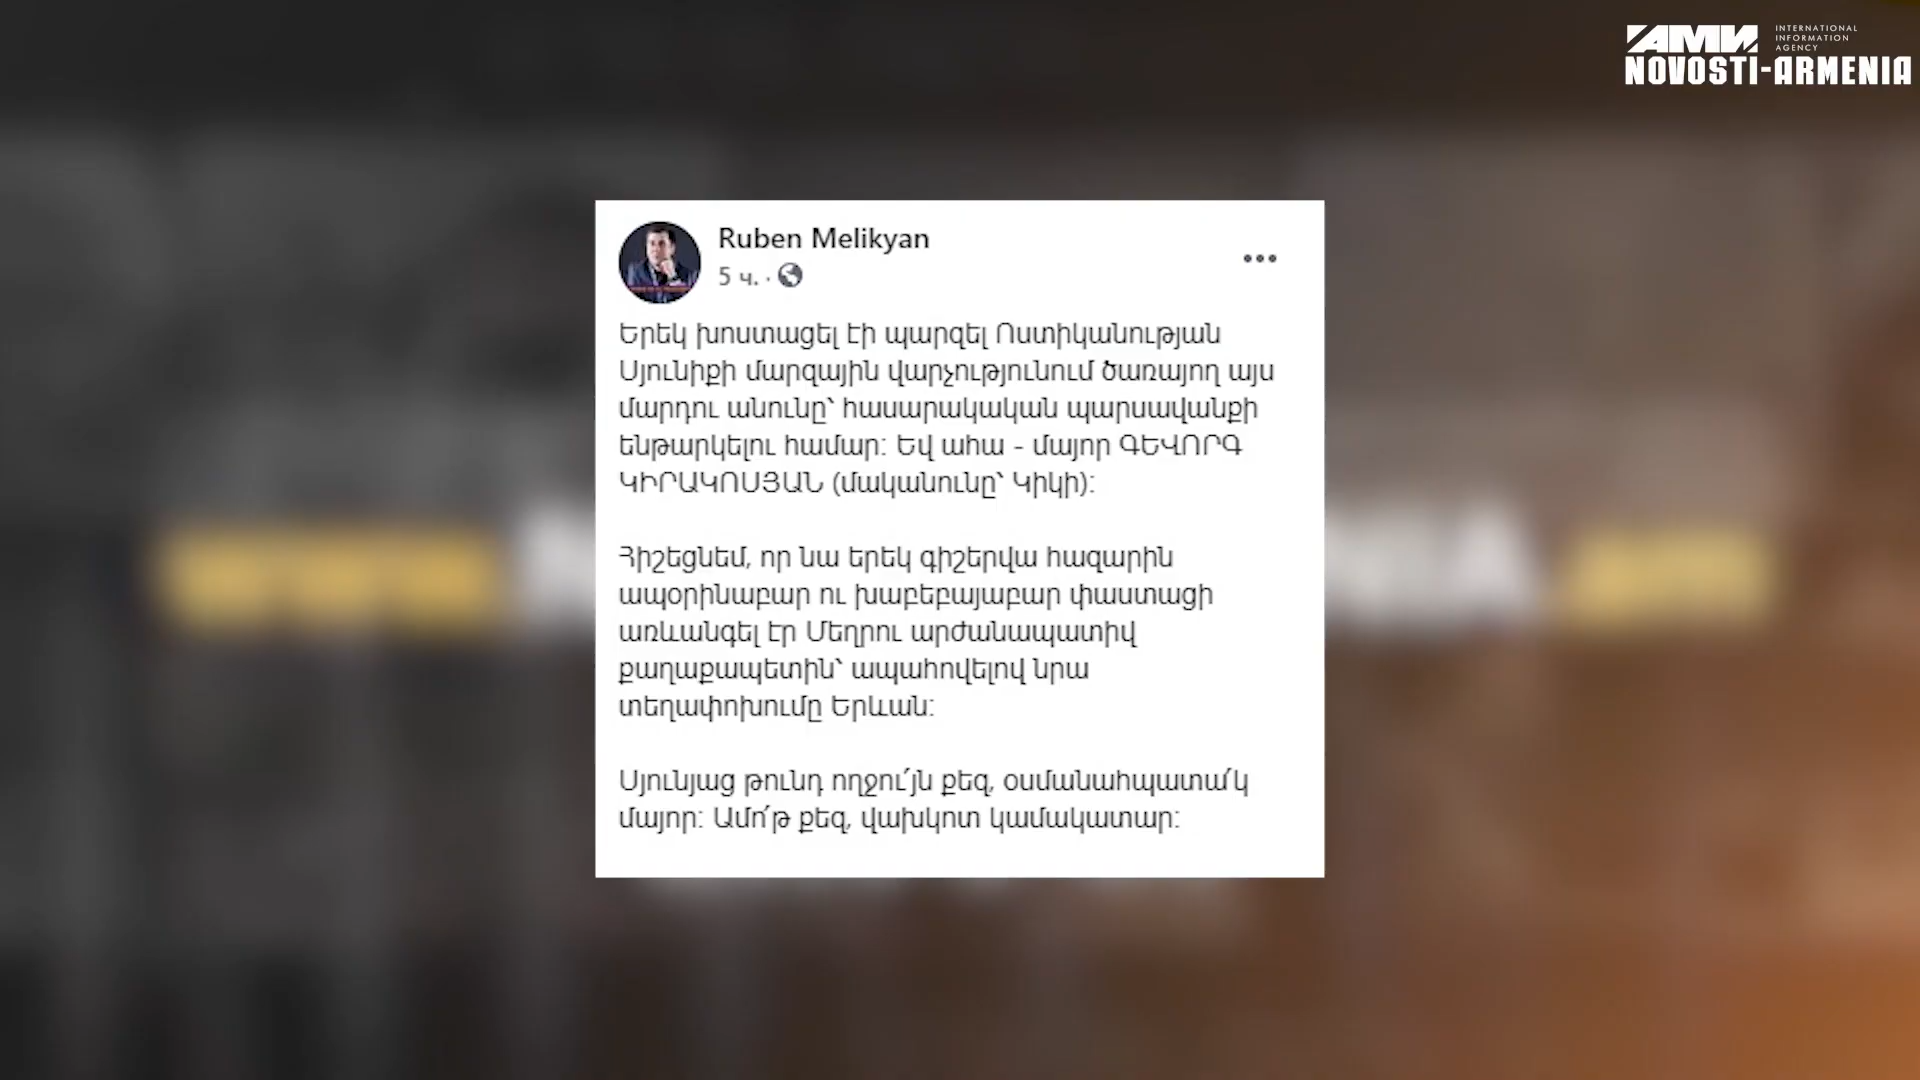 ԱՄԻ
INTERNATIONAL
INFORMATION
AGENCY
NOVOSTI-ARMENIA
Ruben Melikyan
5 ч. ·
Երեկ խոստացել էի պարզել Ոստիկանության
Սյունիքի մարզային վարչությունում ծառայող այս
մարդու անունը՝ հասարակական պարսավանքի
ենթարկելու համար: Եվ ահա - մայոր ԳԵՎՈՐԳ
ԿԻՐԱԿՈՍՅԱՆ (մականունը՝ Կիկի):
Հիշեցնեմ, որ նա երեկ գիշերվա հազարին
ապօրինաբար ու խաբեբայաբար փաստացի
առևանգել էր Մեղրու արժանապատիվ
քաղաքապետին՝ ապահովելով նրա
տեղափոխումը Երևան:
Սյունյաց թունդ ողջո՜ւյն քեզ, օսմանահպատա՛կ
մայոր: Ամո՛թ քեզ, վախկոտ կամակատար: